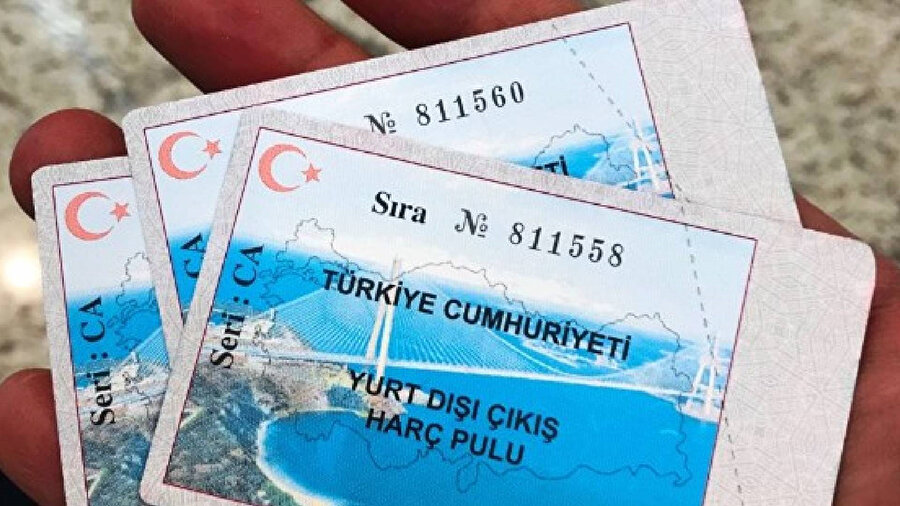 № 811560
YETİ
Sıra № 811558
Seri : CA
TÜRKİYE CUMHURİYETİ
YURT DIŞI ÇIKIŞ
HARÇ PULU
CA
Seri : CA